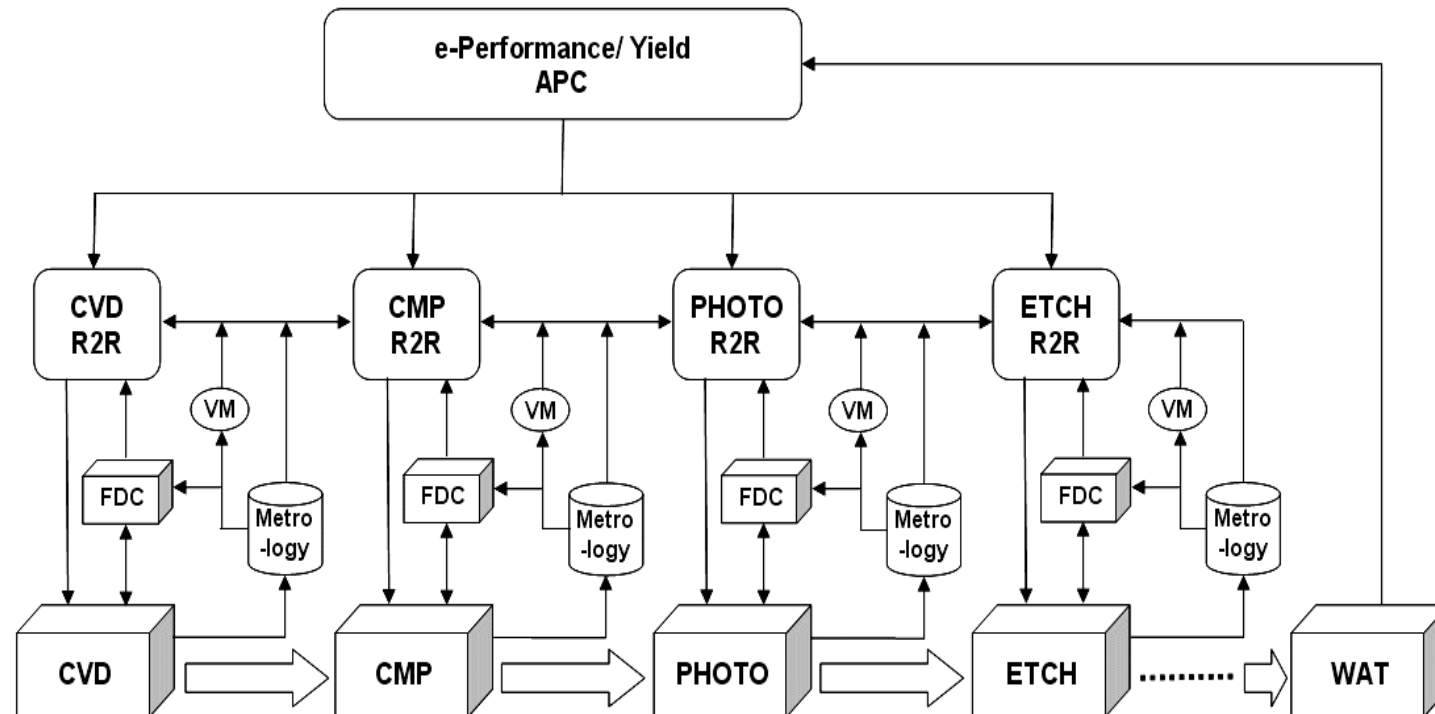 e-Performance/ Yield
APC
CVD
R2R
CMP
R2R
PHOTO
R2R
ETCH
R2R
VM
VM
VM
VM
FDC
FDC
FDC
FDC
Metro
-logy
Metro
-logy
Metro
-logy
Metro
-logy
CVD
CMP
PHOTO
ETCH
WAT